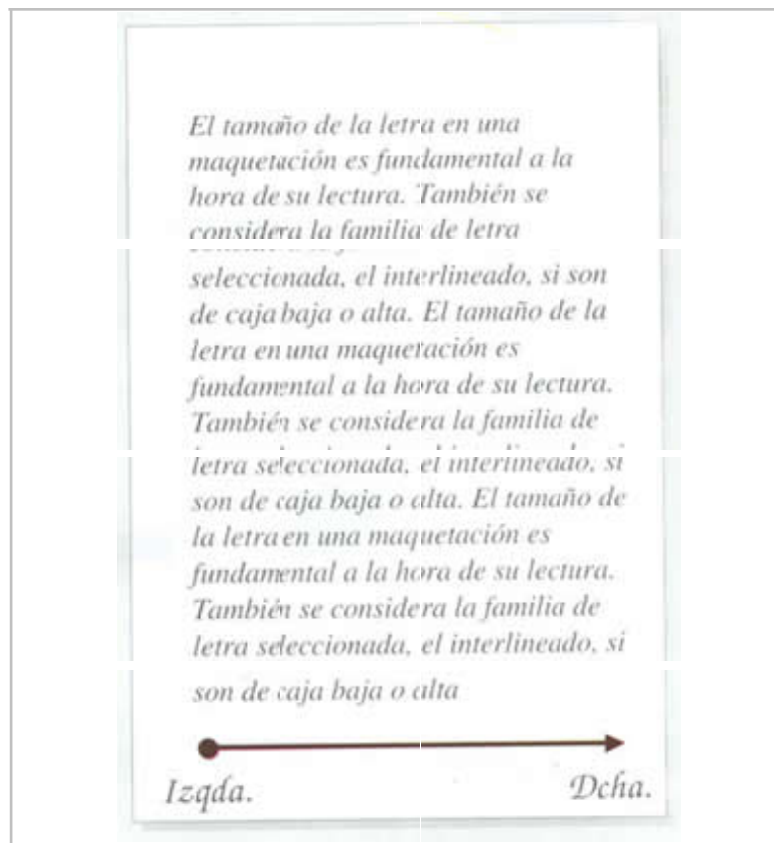 El tamaño de la letra en una
maquetación es fundamental a la
hora de su lectura. También se
considera la familia de letra
seleccionada, el interlineado, si son
de caja baja o alta. El tamaño de la
letra en una maquetación es
fundamental a la hora de su lectura.
También se considera la familia de
letra seleccionada, el interlineado, si
son de caja baja o alta. El tamaño de
la letra en una maquetación es
fundamental a la hora de su lectura.
También se considera la familia de
letra seleccionada, el interlineado, si
son de caja baja o alta
Izqda. Dcha.